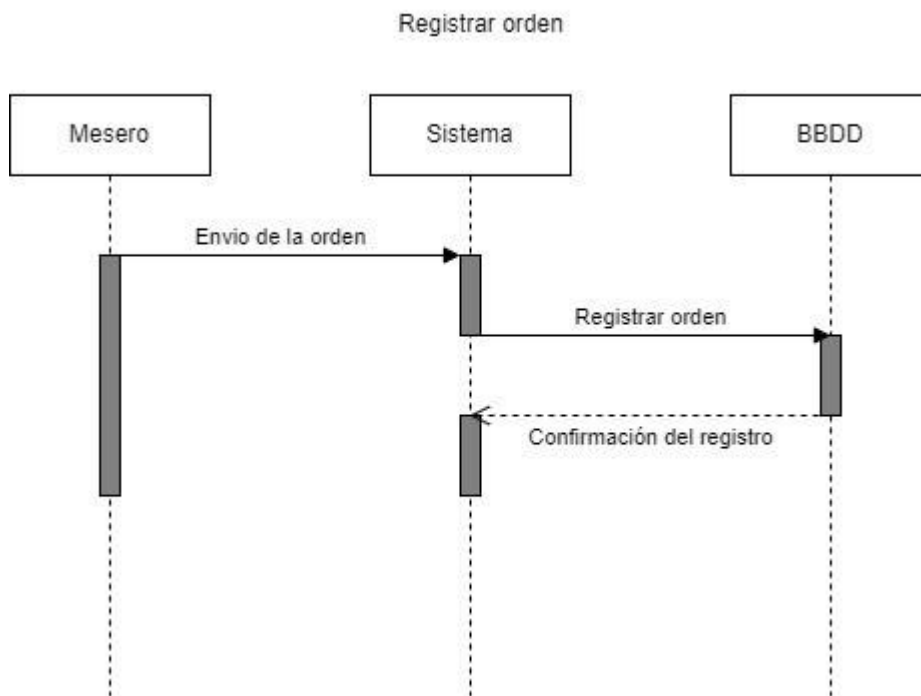 Registrar orden
Mesero
Sistema
BBDD
Envio de la orden
Registrar orden
Confirmación del registro